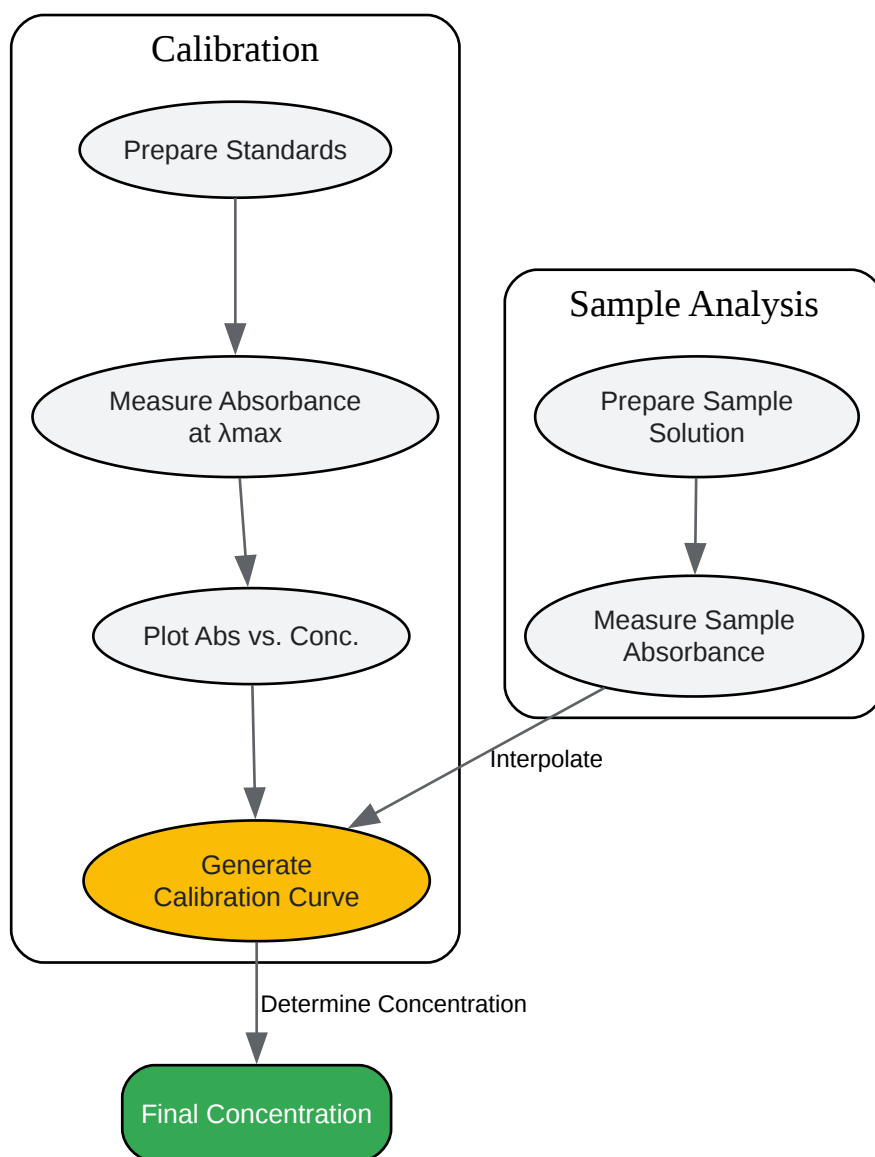 Calibration
Prepare Standards
Measure Absorbance
at λmax
Plot Abs vs. Conc.
Generate
Calibration Curve
Sample Analysis
Prepare Sample
Solution
Measure Sample
Absorbance
Interpolate
Determine Concentration
Final Concentration